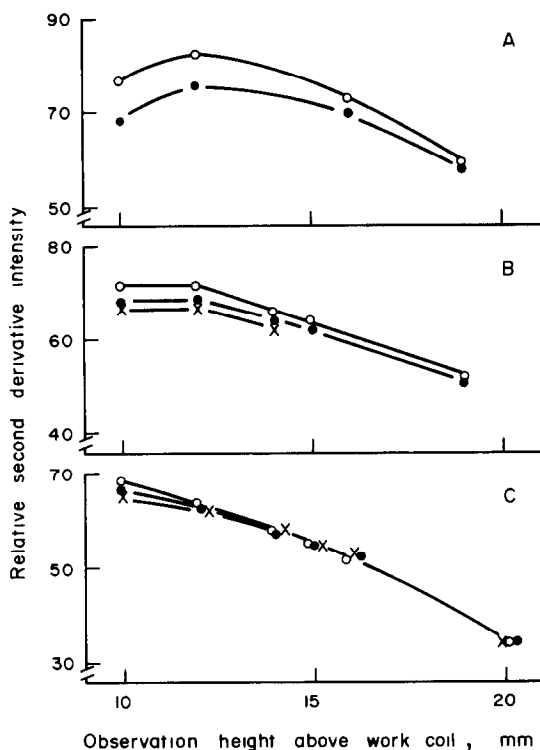 90
70
50
A
80
60
40
B
70
50
30
C
10 15 20
Relative second derivative intensity
Observation height above work coil, mm